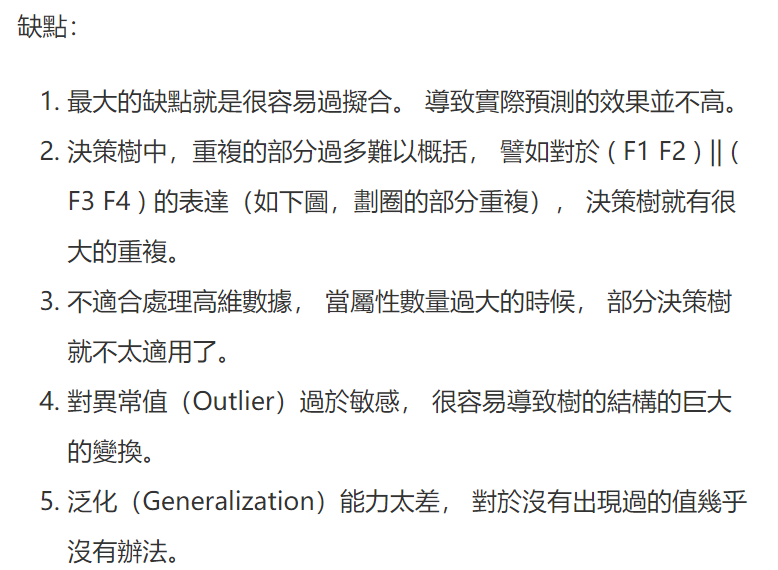 缺點：
1. 最大的缺點就是很容易過擬合。 導致實際預測的效果並不高。
2. 決策樹中，重複的部分過多難以概括， 譬如對於 ( F1 F2 ) || (
F3 F4 ) 的表達（如下圖，劃圈的部分重複）， 決策樹就有很
大的重複。
3. 不適合處理高維數據， 當屬性數量過大的時候， 部分決策樹
就不太適用了。
4. 對異常值（Outlier）過於敏感， 很容易導致樹的結構的巨大
的變換。
5. 泛化（Generalization）能力太差， 對於沒有出現過的值幾乎
沒有辦法。